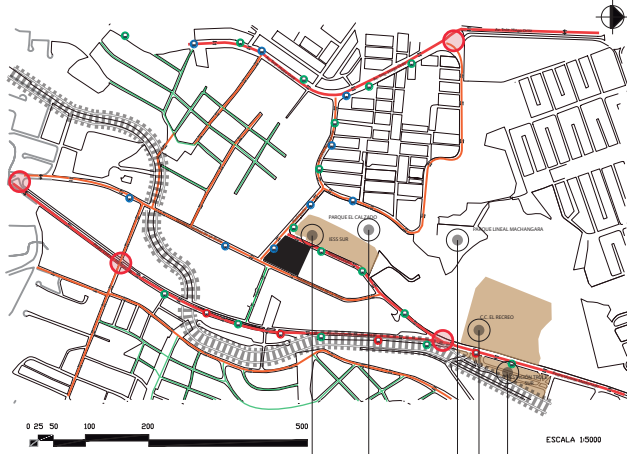 PARQUE EL CALZADO
IESS SUR
PARQUE LINEAL MACHANGARA
C.C. EL RECREO
0 25 50 100 200 500
ESCALA 1:5000